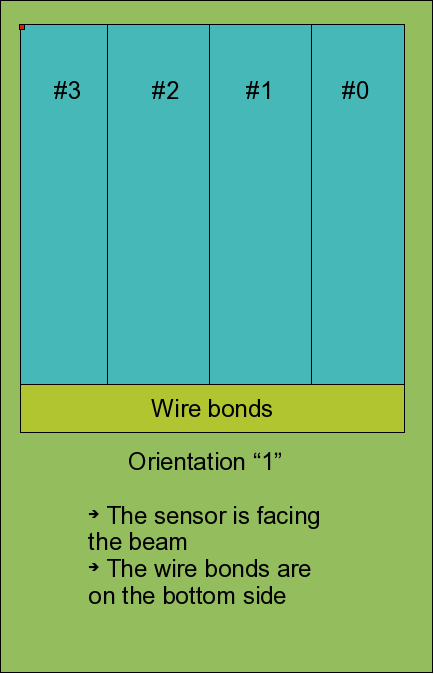 #3 #2 #1 #0
Wire bonds
Orientation “1”
➔ The sensor is facing
the beam
➔ The wire bonds are
on the bottom side